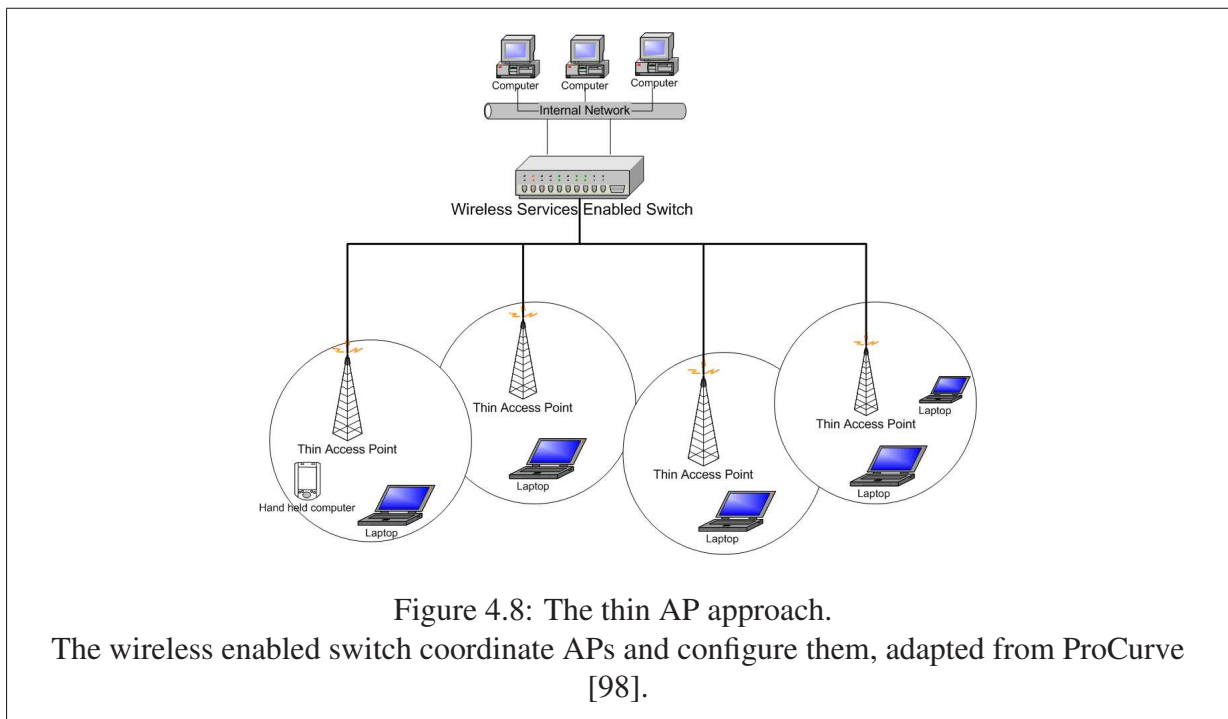 Computer
Computer
Computer
Internal Network
Wireless Services Enabled Switch
Thin Access Point
Thin Access Point
Thin Access Point
Thin Access Point
Laptop
Hand held computer
Laptop
Laptop
Laptop
Laptop
Figure 4.8: The thin AP approach.
The wireless enabled switch coordinate APs and configure them, adapted from ProCurve
[98].